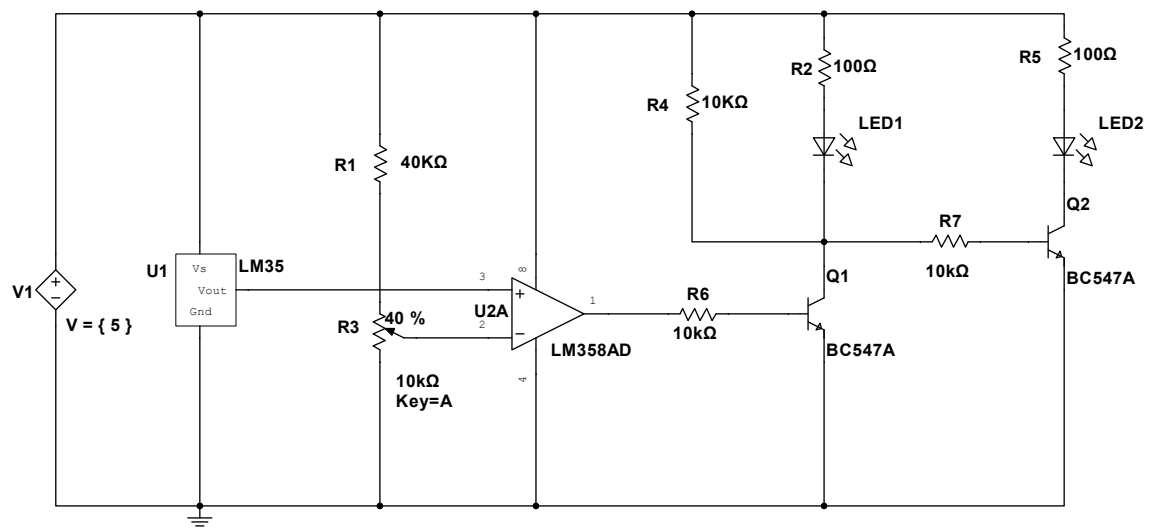 V1
V = { 5 }
U1
LM35
Vs
Vout
Gnd
R1
40KΩ
R3
40 %
10kΩ
Key=A
3
2
8
4
1
U2A
LM358AD
R6
10kΩ
R4
10KΩ
R2
100Ω
LED1
Q1
BC547A
R7
10kΩ
R5
100Ω
LED2
Q2
BC547A